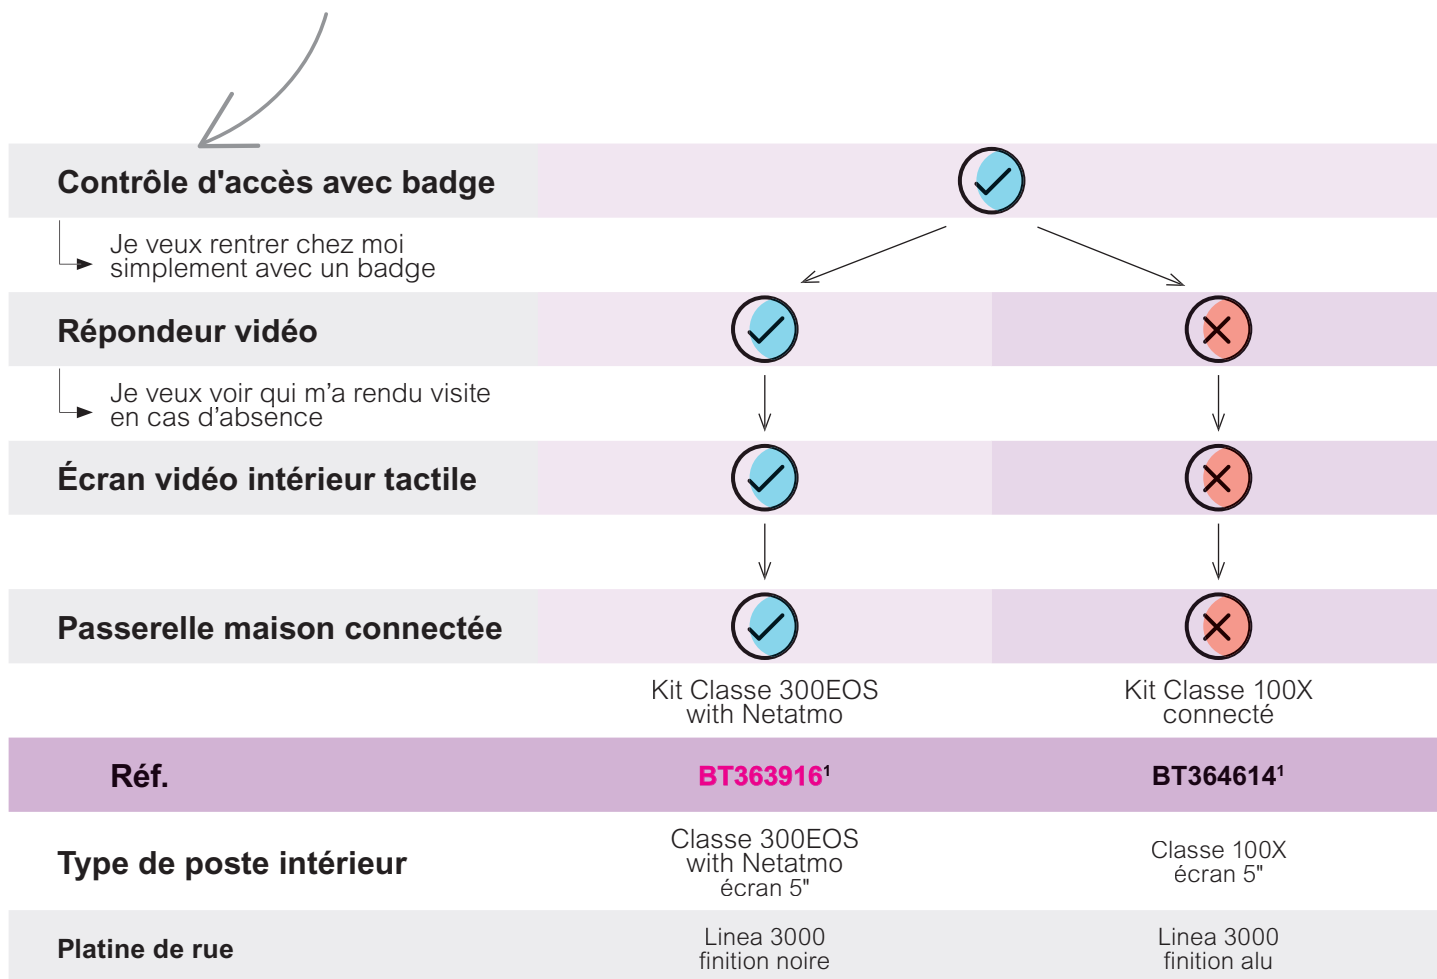 Contrôle d'accès avec badge
Je veux rentrer chez moi
simplement avec un badge
Répondeur vidéo
Je veux voir qui m’a rendu visite
en cas d’absence
Écran vidéo intérieur tactile
Passerelle maison connectée
Kit Classe 300EOS
with Netatmo
Kit Classe 100X
connecté
Réf.
BT363916¹
BT364614¹
Type de poste intérieur
Classe 300EOS
with Netatmo
écran 5"
Classe 100X
écran 5"
Platine de rue
Linea 3000
finition noire
Linea 3000
finition alu